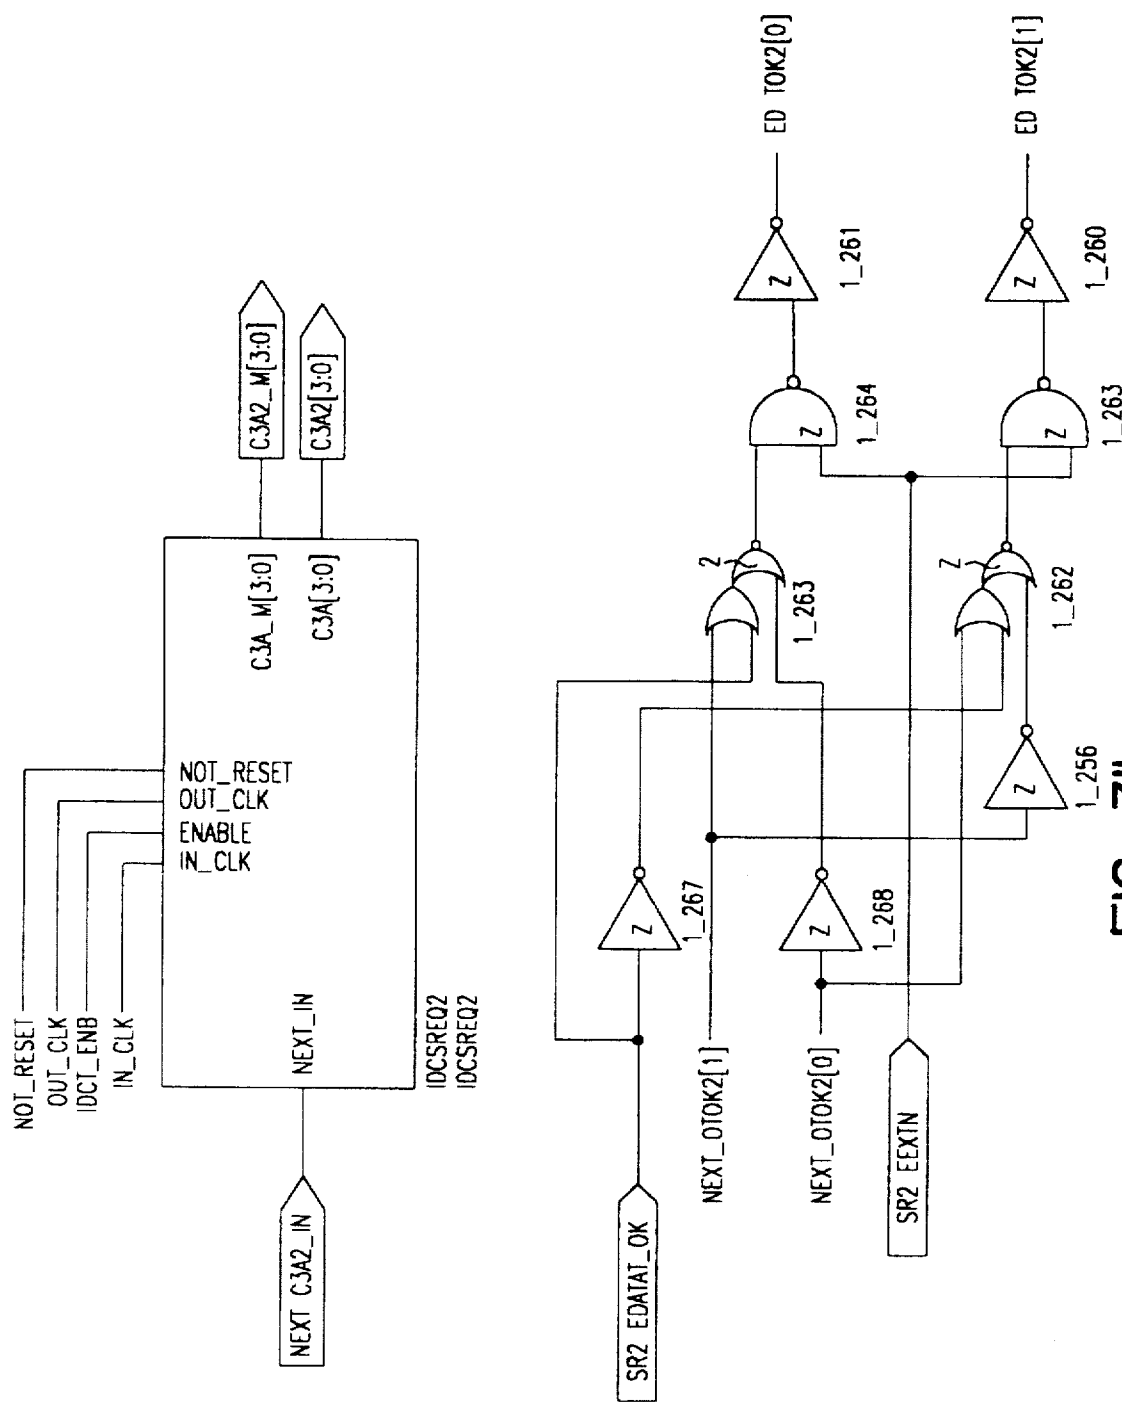 NOT_RESET
OUT_CLK
IDCT_ENB
IN_CLK
NOT_RESET
OUT_CLK
ENABLE
IN_CLK
NEXT C3A2_IN
NEXT_IN
C3A_M[3:0]
C3A[3:0]
C3A2_M[3:0]
C3A2[3:0]
IDCSREQ2
IDCSREQ2
SR2 EDATAT_OK
NEXT_OTOK2[1]
NEXT_OTOK2[0]
SR2 EEXTN
Z
1_267
Z
1_268
Z
1_256
2
1_263
Z
1_262
Z
1_264
Z
1_263
Z
1_261
Z
1_260
ED TOK2[0]
ED TOK2[1]